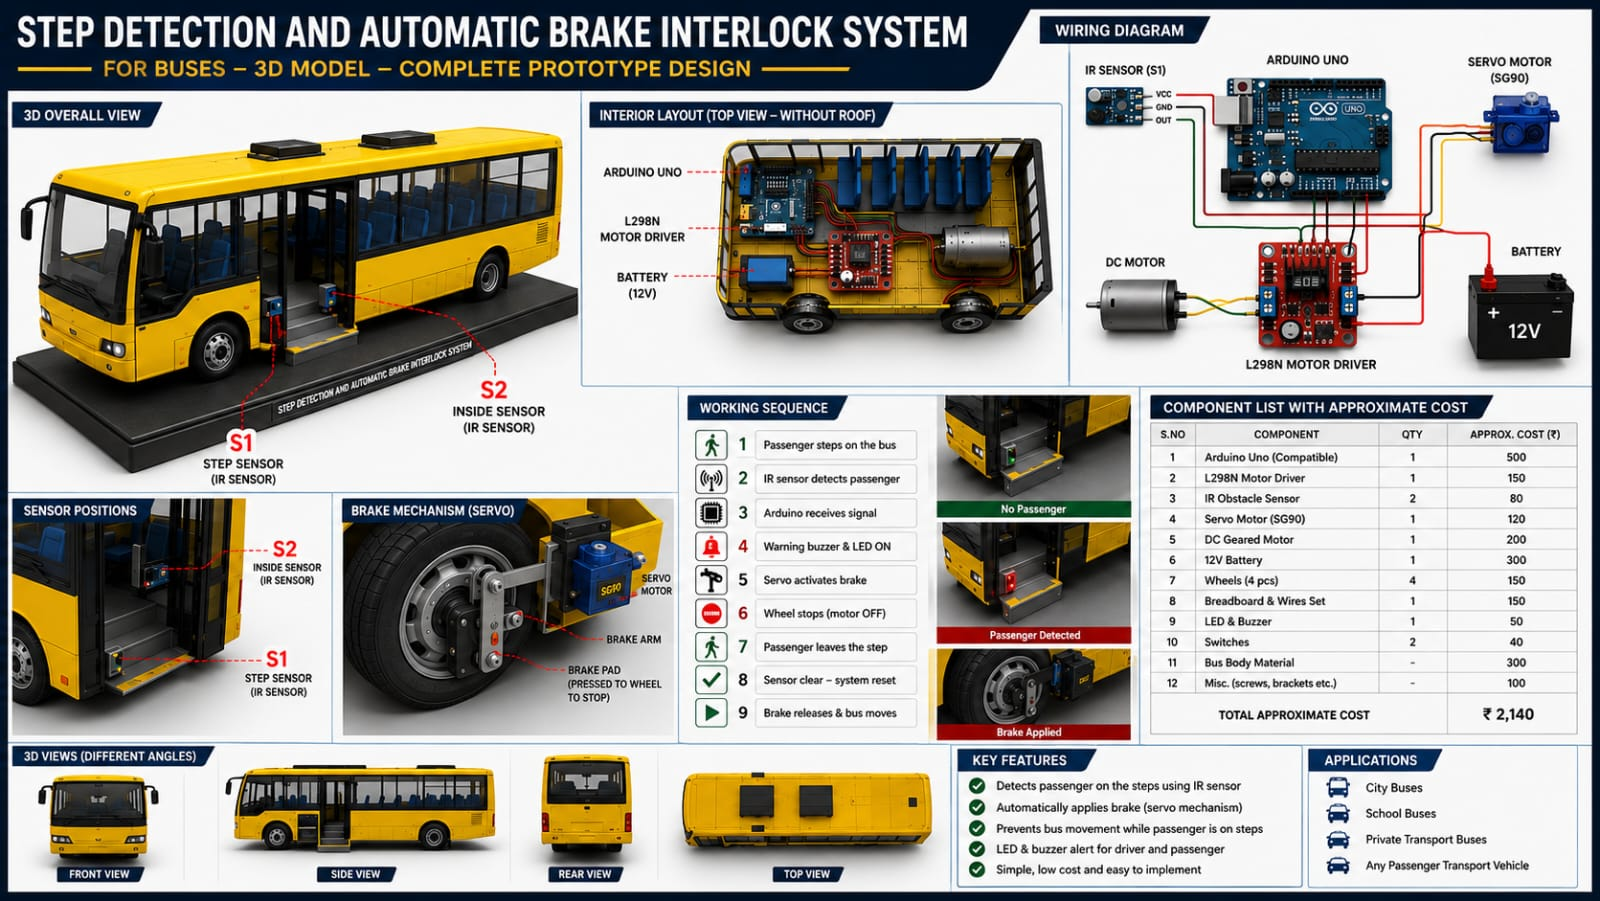 STEP DETECTION AND AUTOMATIC BRAKE INTERLOCK SYSTEM
FOR BUSES – 3D MODEL – COMPLETE PROTOTYPE DESIGN
3D OVERALL VIEW
STEP DETECTION AND AUTOMATIC BRAKE INTERLOCK SYSTEM
S1
STEP SENSOR
(IR SENSOR)
S2
INSIDE SENSOR
(IR SENSOR)
INTERIOR LAYOUT (TOP VIEW – WITHOUT ROOF)
ARDUINO UNO
L298N
MOTOR DRIVER
BATTERY
(12V)
WIRING DIAGRAM
IR SENSOR (S1)
VCC
GND
OUT
ARDUINO UNO
UNO
SERVO MOTOR
(SG90)
DC MOTOR
L298N MOTOR DRIVER
BATTERY
+ –
12V
SENSOR POSITIONS
S2
INSIDE SENSOR
(IR SENSOR)
S1
STEP SENSOR
(IR SENSOR)
BRAKE MECHANISM (SERVO)
SG90
SERVO
MOTOR
BRAKE ARM
BRAKE PAD
(PRESSED TO WHEEL
TO STOP)
WORKING SEQUENCE
1 Passenger steps on the bus
2 IR sensor detects passenger
3 Arduino receives signal
4 Warning buzzer & LED ON
5 Servo activates brake
6 Wheel stops (motor OFF)
7 Passenger leaves the step
8 Sensor clear – system reset
9 Brake releases & bus moves
No Passenger
Passenger Detected
Brake Applied
COMPONENT LIST WITH APPROXIMATE COST
S.NO COMPONENT QTY APPROX. COST (₹)
1 Arduino Uno (Compatible) 1 500
2 L298N Motor Driver 1 150
3 IR Obstacle Sensor 2 80
4 Servo Motor (SG90) 1 120
5 DC Geared Motor 1 200
6 12V Battery 1 300
7 Wheels (4 pcs) 4 150
8 Breadboard & Wires Set 1 150
9 LED & Buzzer 1 50
10 Switches 2 40
11 Bus Body Material - 300
12 Misc. (screws, brackets etc.) - 100
TOTAL APPROXIMATE COST ₹ 2,140
3D VIEWS (DIFFERENT ANGLES)
FRONT VIEW
SIDE VIEW
REAR VIEW
TOP VIEW
KEY FEATURES
Detects passenger on the steps using IR sensor
Automatically applies brake (servo mechanism)
Prevents bus movement while passenger is on steps
LED & buzzer alert for driver and passenger
Simple, low cost and easy to implement
APPLICATIONS
City Buses
School Buses
Private Transport Buses
Any Passenger Transport Vehicle